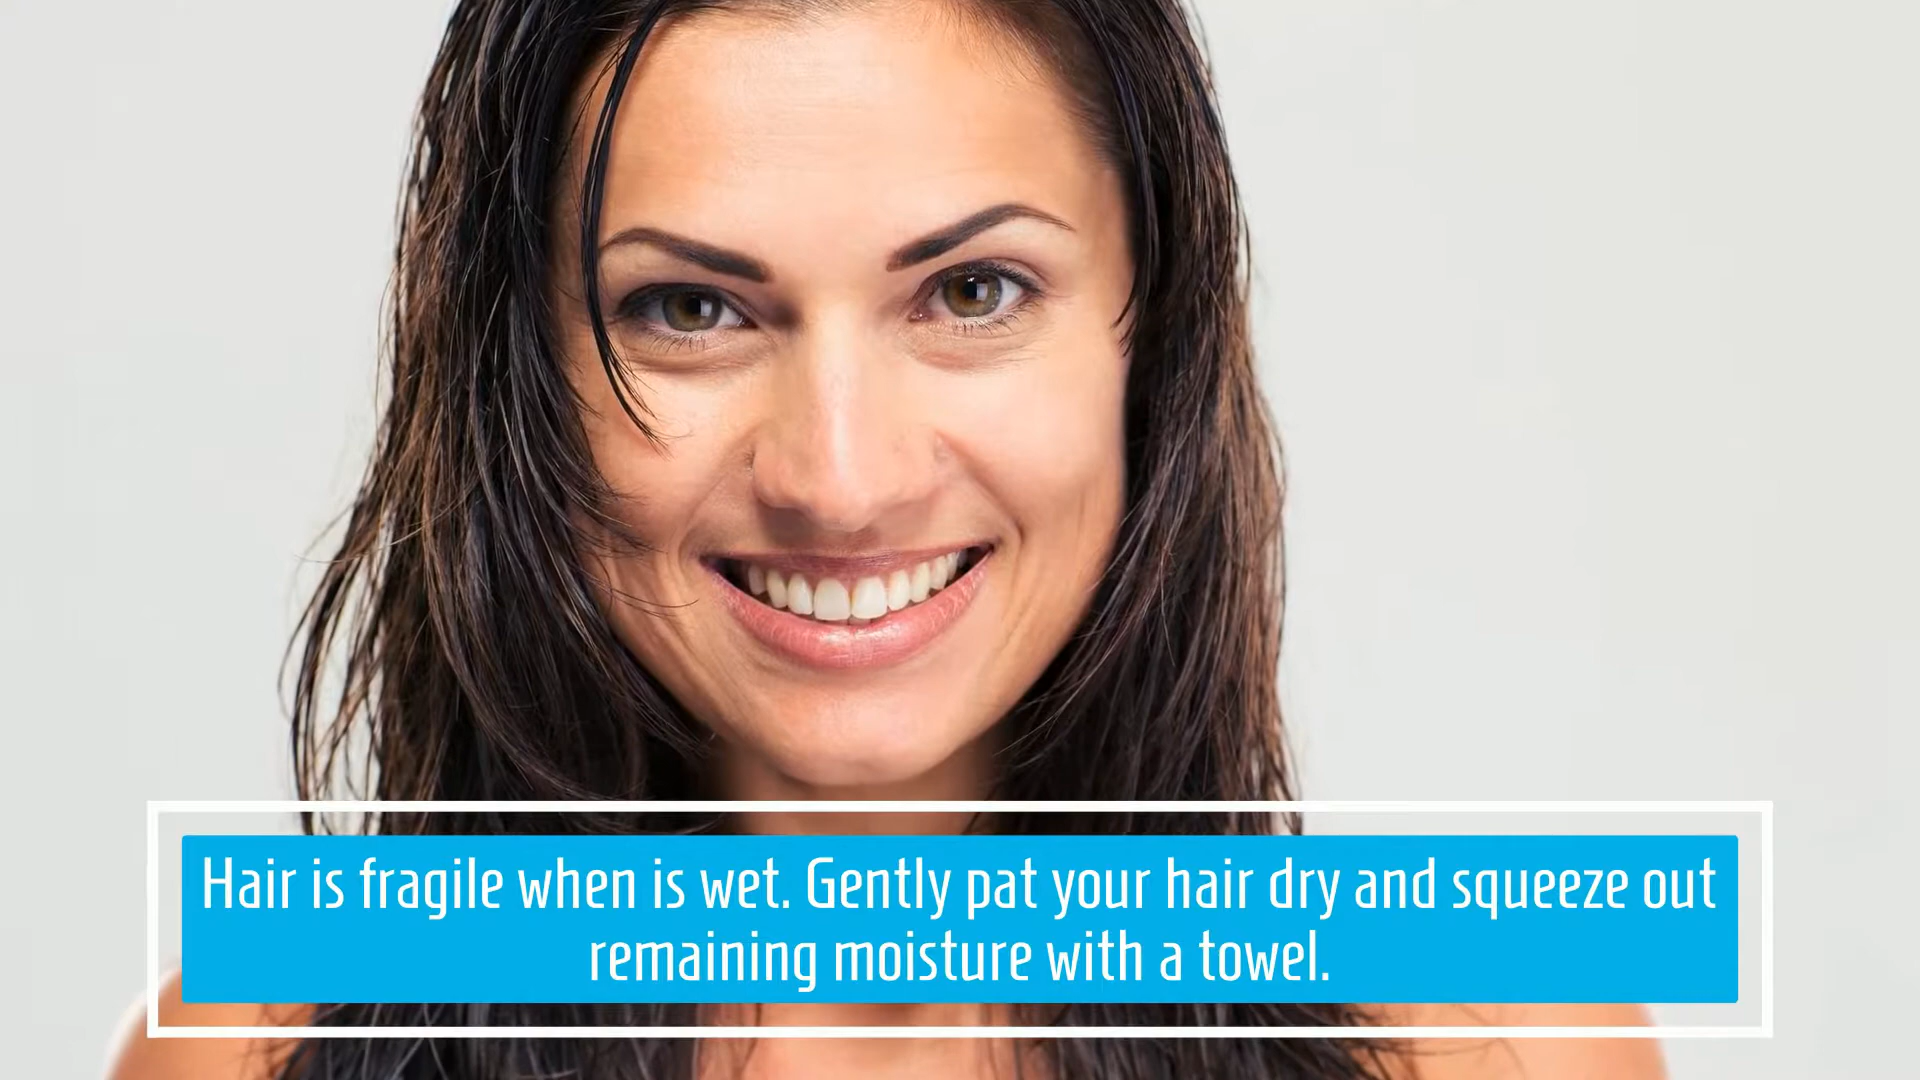 Hair is fragile when is wet. Gently pat your hair dry and squeeze out
remaining moisture with a towel.